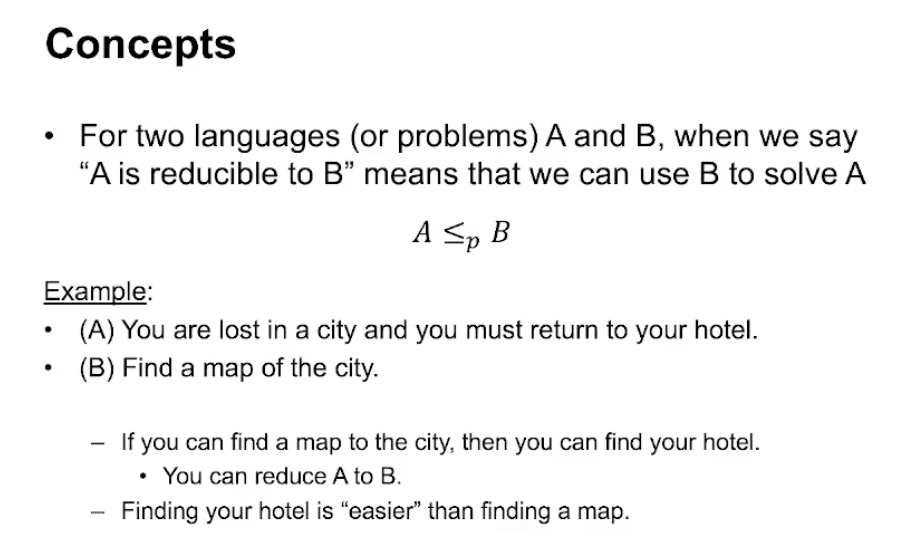 Concepts
• For two languages (or problems) A and B, when we say
“A is reducible to B” means that we can use B to solve A
A ≤p B
Example:
• (A) You are lost in a city and you must return to your hotel.
• (B) Find a map of the city.
– If you can find a map to the city, then you can find your hotel.
• You can reduce A to B.
– Finding your hotel is “easier” than finding a map.